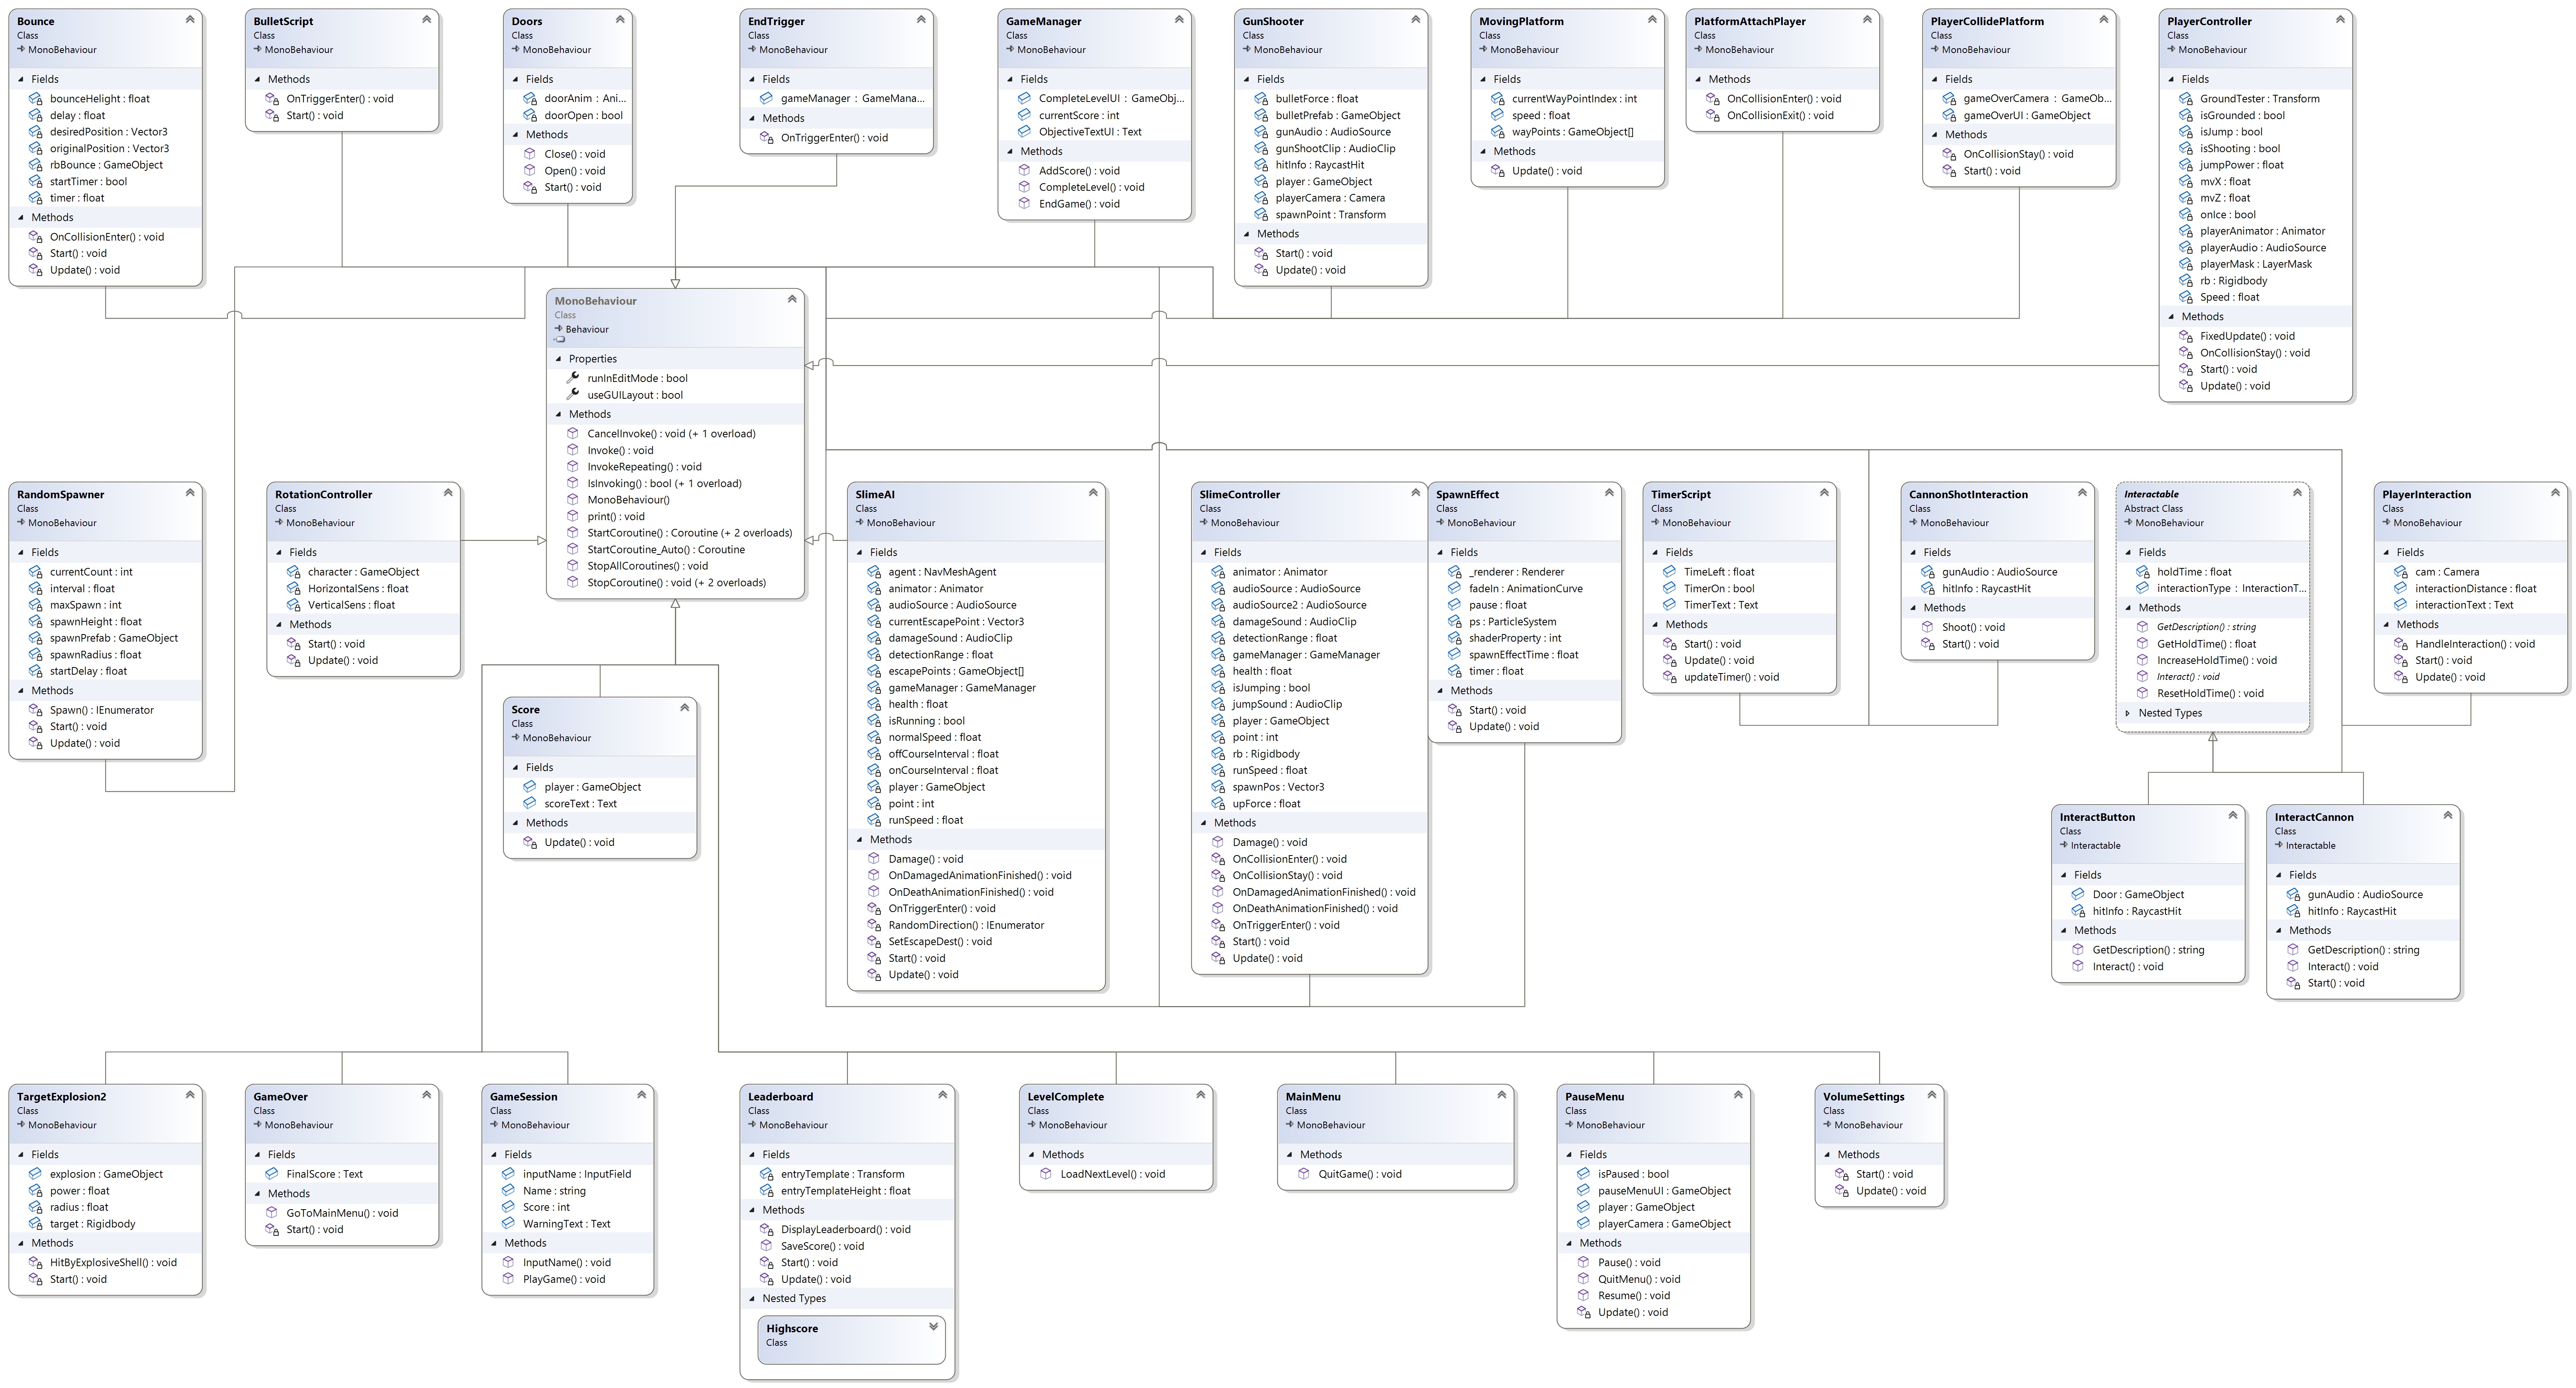 Bounce
Class
MonoBehaviour
Fields
bounceHelight : float
delay : float
desiredPosition : Vector3
originalPosition : Vector3
rbBounce : GameObject
startTimer : bool
timer : float
Methods
OnCollisionEnter() : void
Start() : void
Update() : void
BulletScript
Class
MonoBehaviour
Methods
OnTriggerEnter() : void
Start() : void
Doors
Class
MonoBehaviour
Fields
doorAnim : Ani...
doorOpen : bool
Methods
Close() : void
Open() : void
Start() : void
EndTrigger
Class
MonoBehaviour
Fields
gameManager : GameMana...
Methods
OnTriggerEnter() : void
GameManager
Class
MonoBehaviour
Fields
CompleteLevelUI : GameObj...
currentScore : int
ObjectiveTextUI : Text
Methods
AddScore() : void
CompleteLevel() : void
EndGame() : void
GunShooter
Class
MonoBehaviour
Fields
bulletForce : float
bulletPrefab : GameObject
gunAudio : AudioSource
gunShootClip : AudioClip
hitInfo : RaycastHit
player : GameObject
playerCamera : Camera
spawnPoint : Transform
Methods
Start() : void
Update() : void
MovingPlatform
Class
MonoBehaviour
Fields
currentWayPointIndex : int
speed : float
wayPoints : GameObject[]
Methods
Update() : void
PlatformAttachPlayer
Class
MonoBehaviour
Methods
OnCollisionEnter() : void
OnCollisionExit() : void
PlayerCollidePlatform
Class
MonoBehaviour
Fields
gameOverCamera : GameOb...
gameOverUI : GameObject
Methods
OnCollisionStay() : void
Start() : void
PlayerController
Class
MonoBehaviour
Fields
GroundTester : Transform
isGrounded : bool
isJump : bool
isShooting : bool
jumpPower : float
mvX : float
mvZ : float
onIce : bool
playerAnimator : Animator
playerAudio : AudioSource
playerMask : LayerMask
rb : Rigidbody
Speed : float
Methods
FixedUpdate() : void
OnCollisionStay() : void
Start() : void
Update() : void
MonoBehaviour
Class
Behaviour
Properties
runInEditMode : bool
useGUILayout : bool
Methods
CancelInvoke() : void (+ 1 overload)
Invoke() : void
InvokeRepeating() : void
IsInvoking() : bool (+ 1 overload)
MonoBehaviour()
print() : void
StartCoroutine() : Coroutine (+ 2 overloads)
StartCoroutine_Auto() : Coroutine
StopAllCoroutines() : void
StopCoroutine() : void (+ 2 overloads)
RandomSpawner
Class
MonoBehaviour
Fields
currentCount : int
interval : float
maxSpawn : int
spawnHeight : float
spawnPrefab : GameObject
spawnRadius : float
startDelay : float
Methods
Spawn() : IEnumerator
Start() : void
Update() : void
RotationController
Class
MonoBehaviour
Fields
character : GameObject
HorizontalSens : float
VerticalSens : float
Methods
Start() : void
Update() : void
SlimeAI
Class
MonoBehaviour
Fields
agent : NavMeshAgent
animator : Animator
audioSource : AudioSource
currentEscapePoint : Vector3
damageSound : AudioClip
detectionRange : float
escapePoints : GameObject[]
gameManager : GameManager
health : float
isRunning : bool
normalSpeed : float
offCourseInterval : float
onCourseInterval : float
player : GameObject
point : int
runSpeed : float
Methods
Damage() : void
OnDamagedAnimationFinished() : void
OnDeathAnimationFinished() : void
OnTriggerEnter() : void
RandomDirection() : IEnumerator
SetEscapeDest() : void
Start() : void
Update() : void
SlimeController
Class
MonoBehaviour
Fields
animator : Animator
audioSource : AudioSource
audioSource2 : AudioSource
damageSound : AudioClip
detectionRange : float
gameManager : GameManager
health : float
isJumping : bool
jumpSound : AudioClip
player : GameObject
point : int
rb : Rigidbody
runSpeed : float
spawnPos : Vector3
upForce : float
Methods
Damage() : void
OnCollisionEnter() : void
OnCollisionStay() : void
OnDamagedAnimationFinished() : void
OnDeathAnimationFinished() : void
OnTriggerEnter() : void
Start() : void
Update() : void
SpawnEffect
Class
MonoBehaviour
Fields
_renderer : Renderer
fadeIn : AnimationCurve
pause : float
ps : ParticleSystem
shaderProperty : int
spawnEffectTime : float
timer : float
Methods
Start() : void
Update() : void
TimerScript
Class
MonoBehaviour
Fields
TimeLeft : float
TimerOn : bool
TimerText : Text
Methods
Start() : void
Update() : void
updateTimer() : void
CannonShotInteraction
Class
MonoBehaviour
Fields
gunAudio : AudioSource
hitInfo : RaycastHit
Methods
Shoot() : void
Start() : void
Interactable
Abstract Class
MonoBehaviour
Fields
holdTime : float
interactionType : InteractionT...
Methods
GetDescription() : string
GetHoldTime() : float
IncreaseHoldTime() : void
Interact() : void
ResetHoldTime() : void
Nested Types
PlayerInteraction
Class
MonoBehaviour
Fields
cam : Camera
interactionDistance : float
interactionText : Text
Methods
HandleInteraction() : void
Start() : void
Update() : void
Score
Class
MonoBehaviour
Fields
player : GameObject
scoreText : Text
Methods
Update() : void
InteractButton
Class
Interactable
Fields
Door : GameObject
hitInfo : RaycastHit
Methods
GetDescription() : string
Interact() : void
InteractCannon
Class
Interactable
Fields
gunAudio : AudioSource
hitInfo : RaycastHit
Methods
GetDescription() : string
Interact() : void
Start() : void
TargetExplosion2
Class
MonoBehaviour
Fields
explosion : GameObject
power : float
radius : float
target : Rigidbody
Methods
HitByExplosiveShell() : void
Start() : void
GameOver
Class
MonoBehaviour
Fields
FinalScore : Text
Methods
GoToMainMenu() : void
Start() : void
GameSession
Class
MonoBehaviour
Fields
inputName : InputField
Name : string
Score : int
WarningText : Text
Methods
InputName() : void
PlayGame() : void
Leaderboard
Class
MonoBehaviour
Fields
entryTemplate : Transform
entryTemplateHeight : float
Methods
DisplayLeaderboard() : void
SaveScore() : void
Start() : void
Update() : void
Nested Types
Highscore
Class
LevelComplete
Class
MonoBehaviour
Methods
LoadNextLevel() : void
MainMenu
Class
MonoBehaviour
Methods
QuitGame() : void
PauseMenu
Class
MonoBehaviour
Fields
isPaused : bool
pauseMenuUI : GameObject
player : GameObject
playerCamera : GameObject
Methods
Pause() : void
QuitMenu() : void
Resume() : void
Update() : void
VolumeSettings
Class
MonoBehaviour
Methods
Start() : void
Update() : void